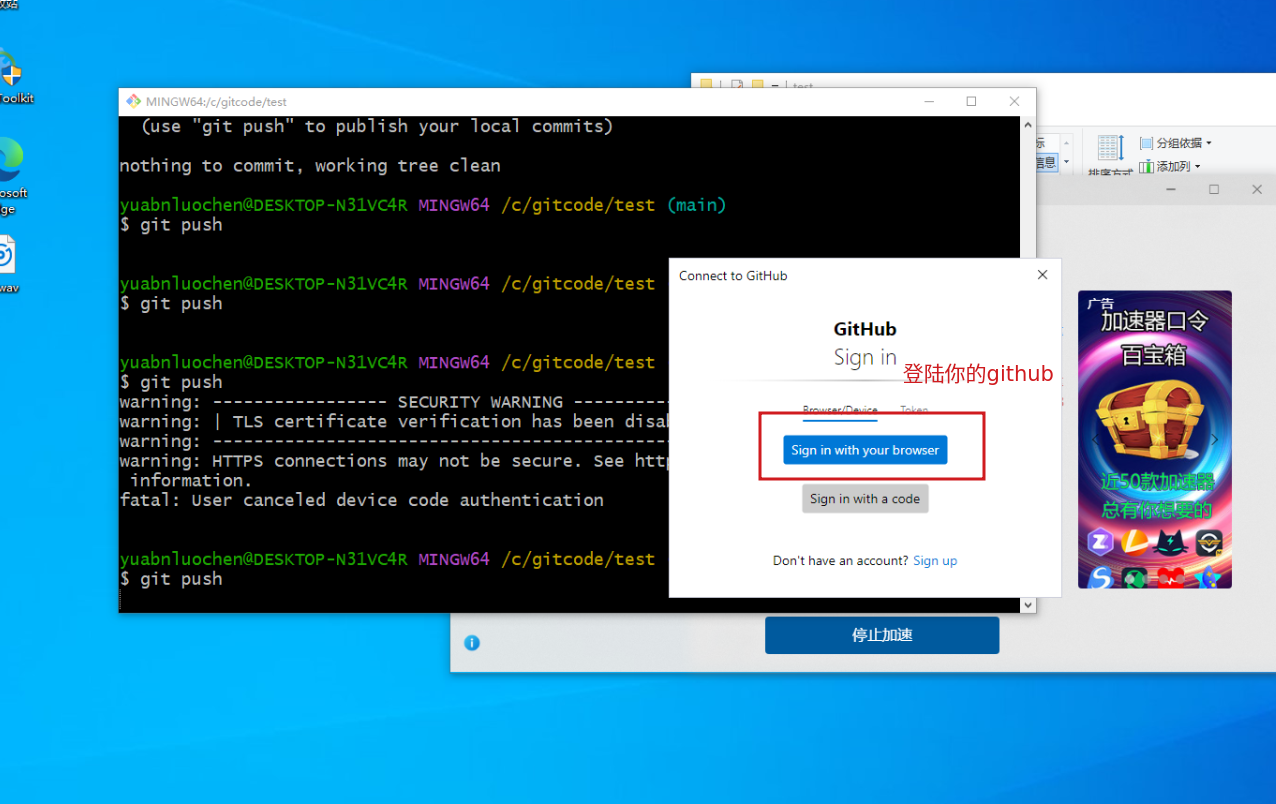 Toolkit
osoft
ge
wav
MINGW64:/c/gitcode/test
(use "git push" to publish your local commits)
nothing to commit, working tree clean
yuabnluochen@DESKTOP-N31VC4R MINGW64 /c/gitcode/test (main)
$ git push
yuabnluochen@DESKTOP-N31VC4R MINGW64 /c/gitcode/test
$ git push
yuabnluochen@DESKTOP-N31VC4R MINGW64 /c/gitcode/test
$ git push
warning: ----------------- SECURITY WARNING ----------
warning: | TLS certificate verification has been disa
warning: ---------------------------------------------
warning: HTTPS connections may not be secure. See http
information.
fatal: User canceled device code authentication
yuabnluochen@DESKTOP-N31VC4R MINGW64 /c/gitcode/test
$ git push
test
分组依据
信息
添加列
排序方式
Connect to GitHub
GitHub
Sign in
登陆你的github
Browser/Device Token
Sign in with your browser
Sign in with a code
Don't have an account? Sign up
广告
加速器口令
百宝箱
近50款加速器
总有你想要的
停止加速